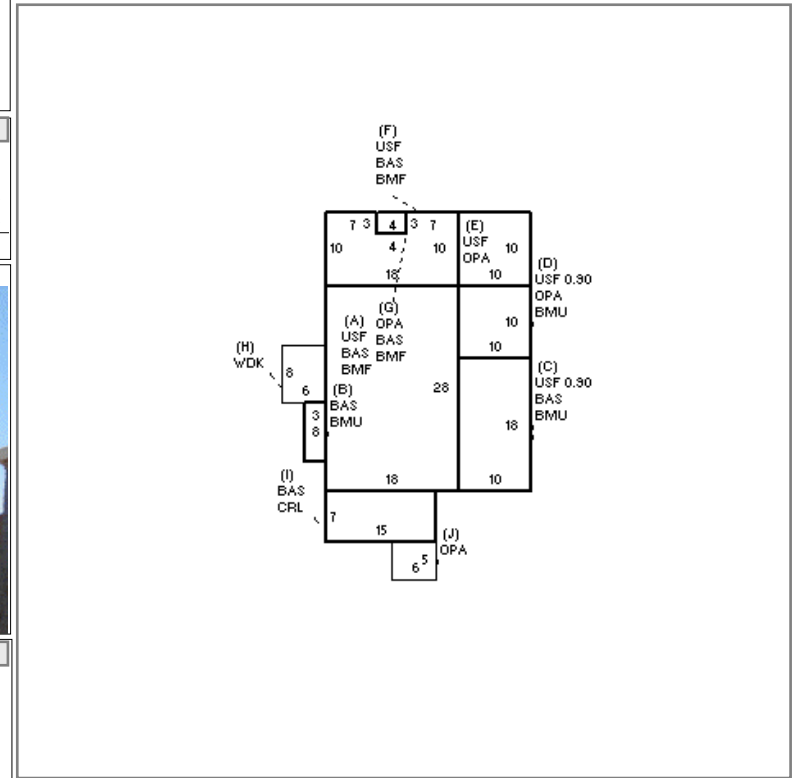 (F)
USF
BAS
BMF
7 3 4 3 7
10 4 10
18
(E)
USF
OPA
10
10
(D)
USF 0.90
OPA
BMU
10
10
(A)
USF
BAS
BMF
(G)
OPA
BAS
BMF
(H)
WDK
8
6
28
(C)
USF 0.90
BAS
BMU
18
10
(B)
BAS
BMU
3
8
18
(I)
BAS
CRL
7
15
(J)
OPA
5
6